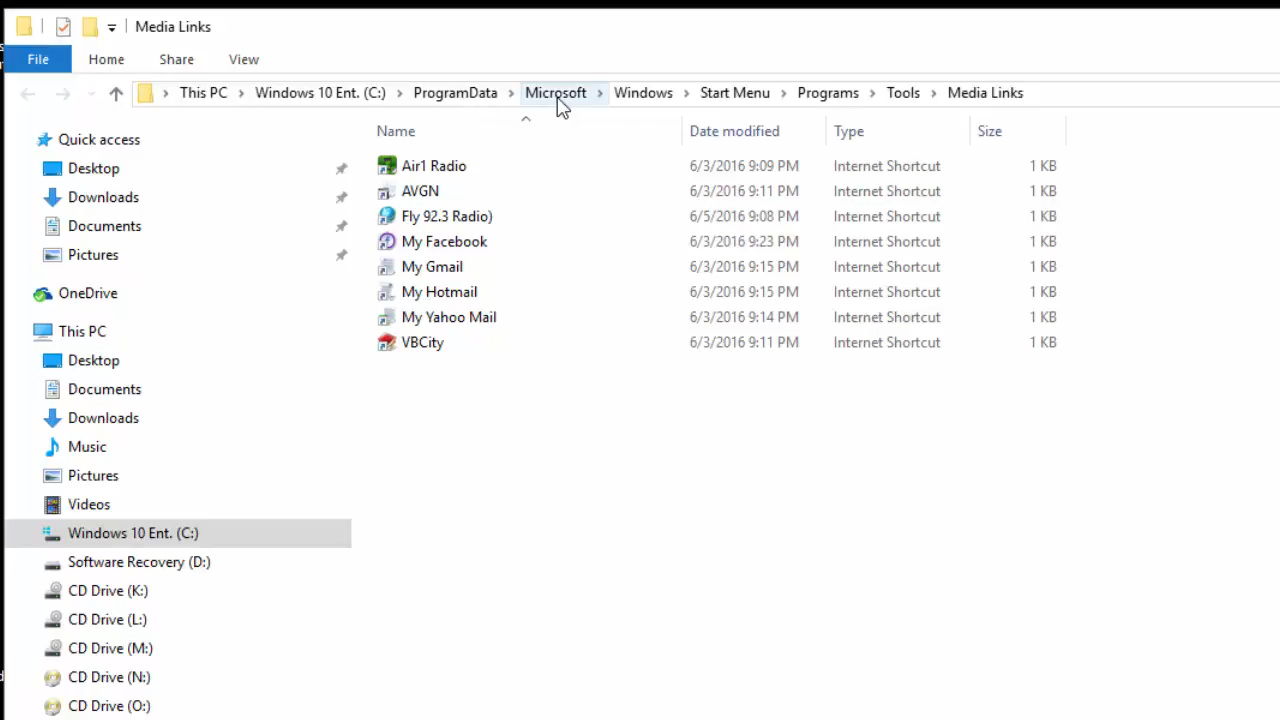 Media Links
File Home Share View
This PC Windows 10 Ent. (C:) ProgramData Microsoft Windows Start Menu Programs Tools Media Links
Name Date modified Type Size
Air1 Radio 6/3/2016 9:09 PM Internet Shortcut 1 KB
AVGN 6/3/2016 9:11 PM Internet Shortcut 1 KB
Fly 92.3 Radio) 6/5/2016 9:08 PM Internet Shortcut 1 KB
My Facebook 6/3/2016 9:23 PM Internet Shortcut 1 KB
My Gmail 6/3/2016 9:15 PM Internet Shortcut 1 KB
My Hotmail 6/3/2016 9:15 PM Internet Shortcut 1 KB
My Yahoo Mail 6/3/2016 9:14 PM Internet Shortcut 1 KB
VBCity 6/3/2016 9:11 PM Internet Shortcut 1 KB
Quick access
Desktop
Downloads
Documents
Pictures
OneDrive
This PC
Desktop
Documents
Downloads
Music
Pictures
Videos
Windows 10 Ent. (C:)
Software Recovery (D:)
CD Drive (K:)
CD Drive (L:)
CD Drive (M:)
CD Drive (N:)
CD Drive (O:)